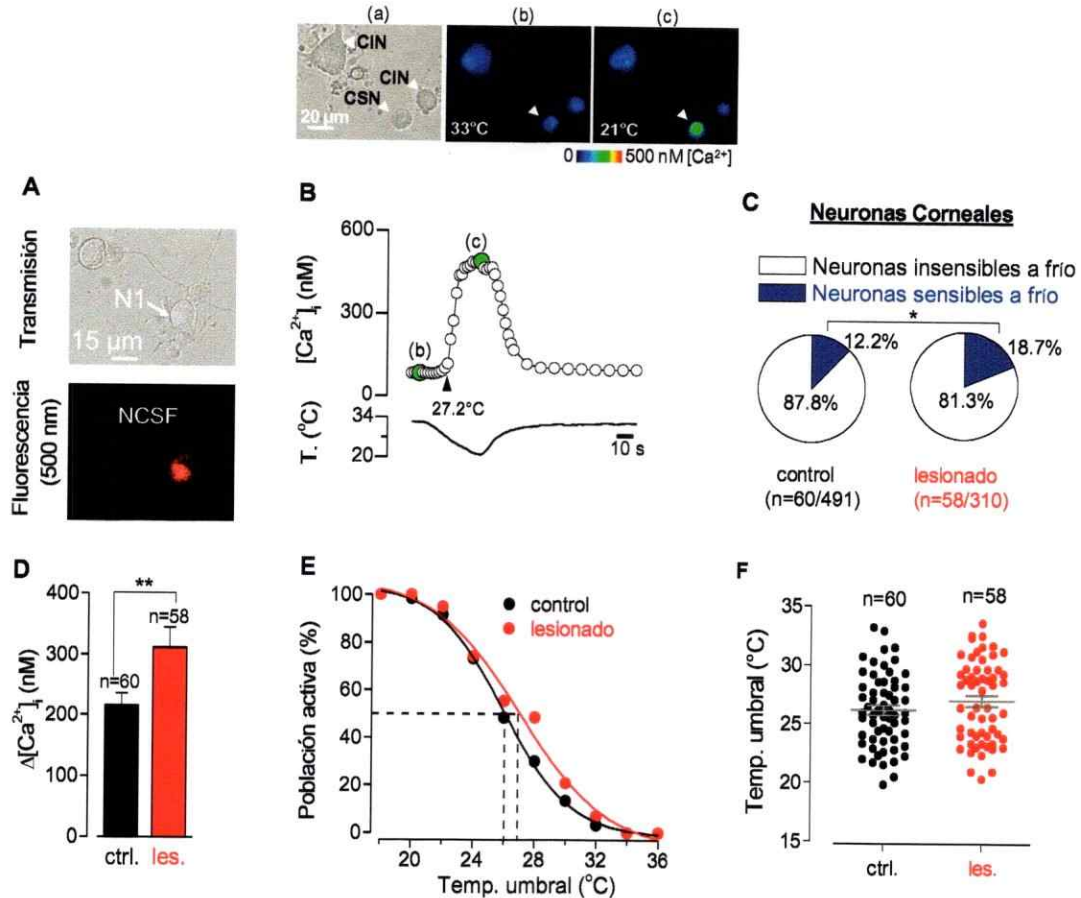 (a)
(b)
(c)
CIN
CIN
CSN
20 µm
33°C
21°C
0 500 nM [Ca²⁺]
A
Transmisión
N1
15 µm
Fluorescencia
(500 nm)
NCSF
B
[Ca²⁺]ᵢ (nM)
600
300
0
(b)
(c)
27.2°C
T. (°C)
34
20
10 s
C
Neuronas Corneales
Neuronas insensibles a frío
Neuronas sensibles a frío
*
12.2%
87.8%
18.7%
81.3%
control
(n=60/491)
lesionado
(n=58/310)
D
Δ[Ca²⁺]ᵢ (nM)
400
300
200
100
0
**
n=60
n=58
ctrl.
les.
E
Población activa (%)
100
80
60
40
20
0
control
lesionado
20 24 28 32 36
Temp. umbral (°C)
F
Temp. umbral (°C)
35
30
25
20
15
n=60
n=58
ctrl.
les.